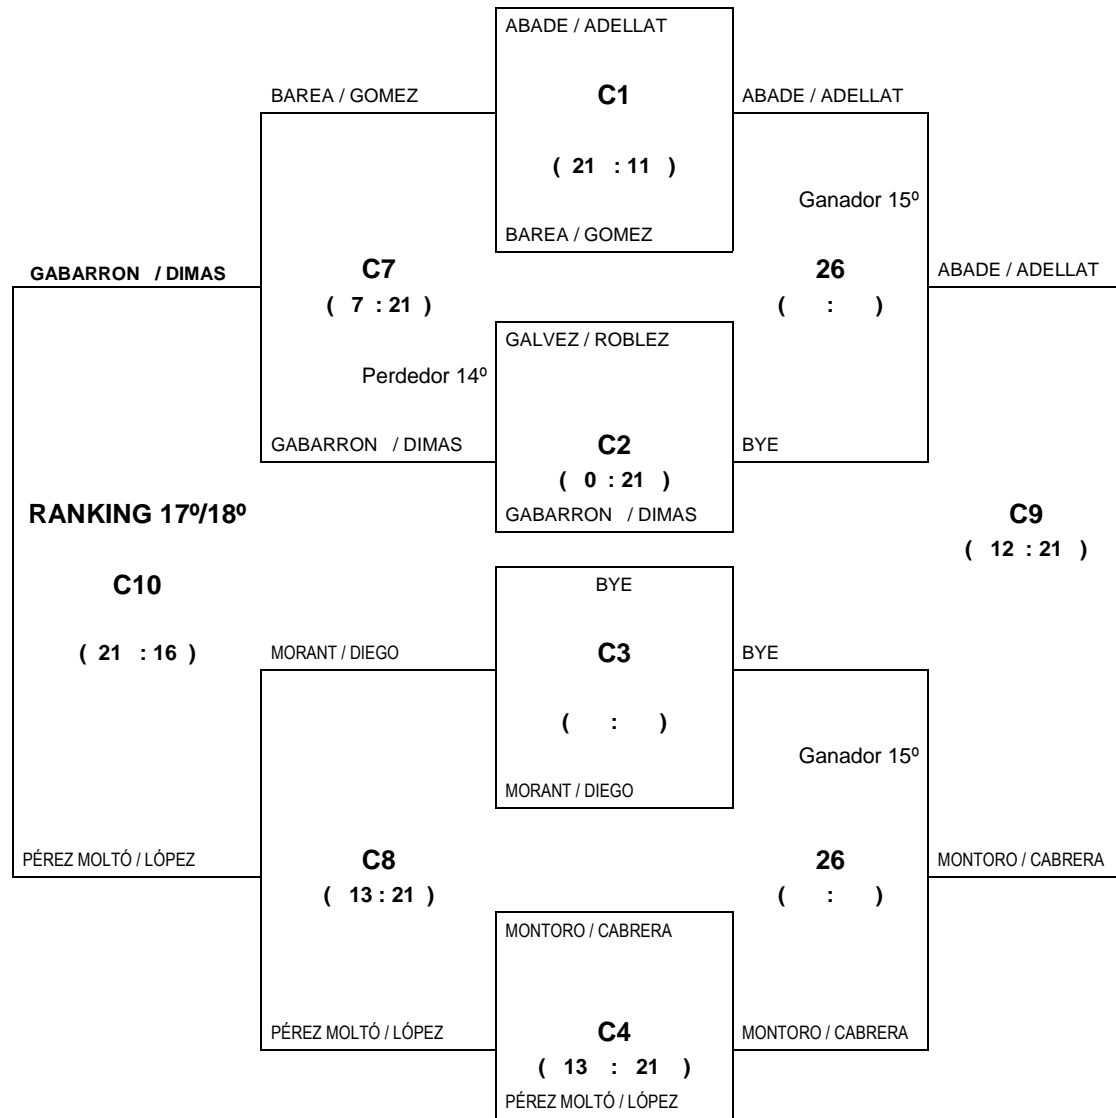 ABADE / ADELLAT
BAREA / GOMEZ
C1
ABADE / ADELLAT
( 21 : 11 )
Ganador 15º
BAREA / GOMEZ
GABARRON / DIMAS
C7
26
ABADE / ADELLAT
( 7 : 21 )
( : )
GALVEZ / ROBLEZ
Perdedor 14º
GABARRON / DIMAS
C2
BYE
( 0 : 21 )
RANKING 17º/18º
GABARRON / DIMAS
C9
( 12 : 21 )
C10
BYE
( 21 : 16 )
MORANT / DIEGO
C3
BYE
( : )
Ganador 15º
MORANT / DIEGO
PÉREZ MOLTÓ / LÓPEZ
C8
26
MONTORO / CABRERA
( 13 : 21 )
( : )
MONTORO / CABRERA
PÉREZ MOLTÓ / LÓPEZ
C4
MONTORO / CABRERA
( 13 : 21 )
PÉREZ MOLTÓ / LÓPEZ